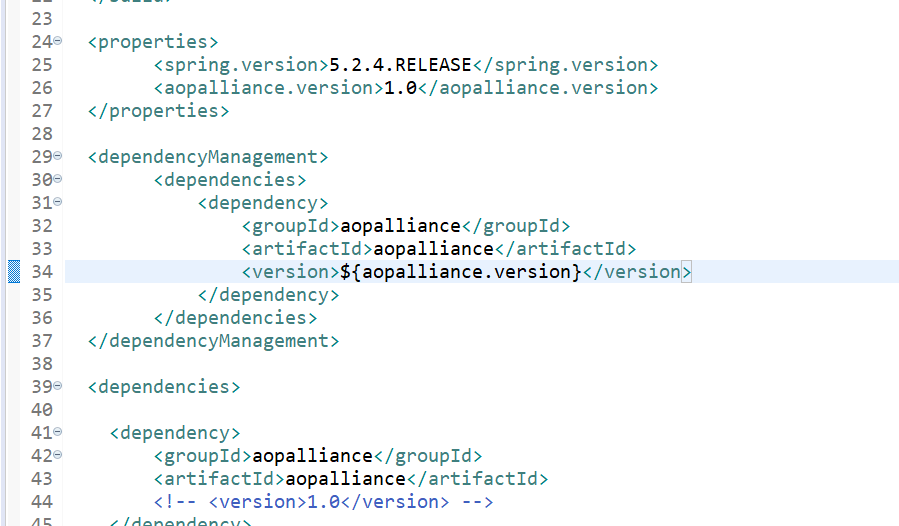 23
24 <properties>
25 <spring.version>5.2.4.RELEASE</spring.version>
26 <aopalliance.version>1.0</aopalliance.version>
27 </properties>
28
29 <dependencyManagement>
30 <dependencies>
31 <dependency>
32 <groupId>aopalliance</groupId>
33 <artifactId>aopalliance</artifactId>
34 <version>${aopalliance.version}</version>
35 </dependency>
36 </dependencies>
37 </dependencyManagement>
38
39 <dependencies>
40
41 <dependency>
42 <groupId>aopalliance</groupId>
43 <artifactId>aopalliance</artifactId>
44 <!-- <version>1.0</version> -->
45 </dependency>